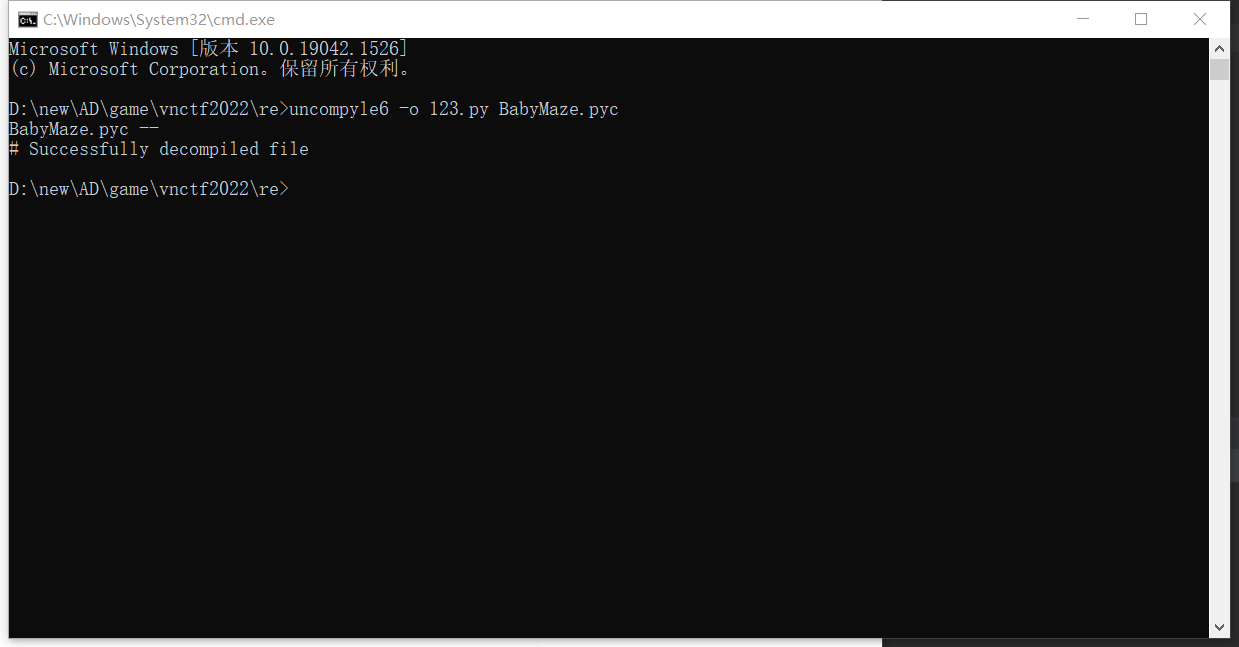 C:\Windows\System32\cmd.exe
Microsoft Windows [版本 10.0.19042.1526]
(c) Microsoft Corporation。保留所有权利。
D:\new\AD\game\vnctf2022\re>uncompyle6 -o 123.py BabyMaze.pyc
BabyMaze.pyc --
# Successfully decompiled file
D:\new\AD\game\vnctf2022\re>